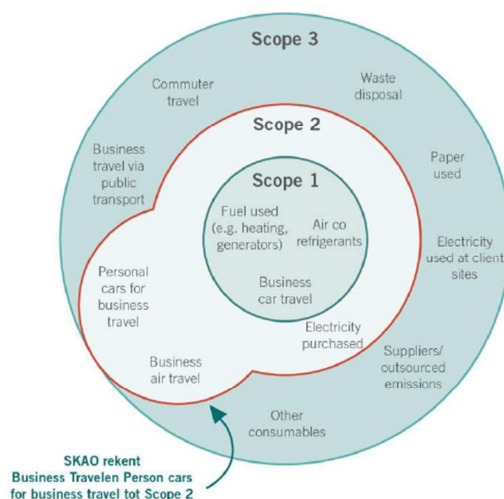 Scope 3
Commuter
travel
Waste
disposal
Scope 2
Business
travel via
public
transport
Paper
used
Scope 1
Fuel used
(e.g. heating,
generators)
Air co
refrigerants
Electricity
used at client
sites
Personal
cars for
business
travel
Business
car travel
Electricity
purchased
Business
air travel
Suppliers/
outsourced
emissions
Other
consumables
SKAO rekent
Business Travelen Person cars
for business travel tot Scope 2